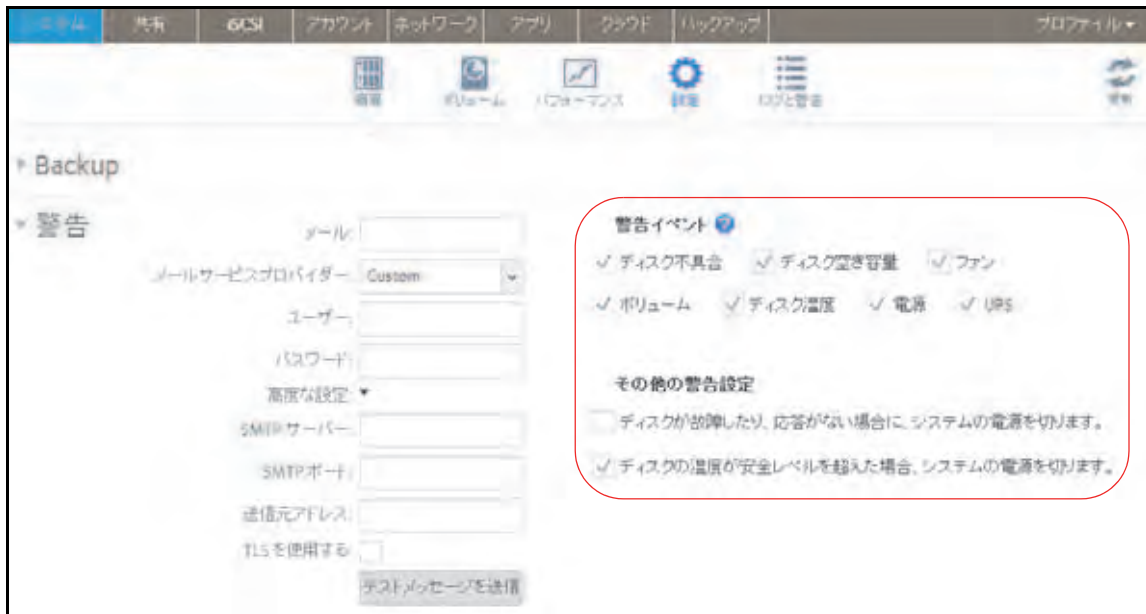 システム 共有 iSCSI アカウント ネットワーク アプリ クラウド バックアップ プロファイル
概要 ボリューム パフォーマンス 設定 ログと警告 更新
Backup
警告
メール:
メールサービスプロバイダー: Custom
ユーザー:
パスワード:
高度な設定:
SMTP サーバー:
SMTP ポート:
送信元アドレス:
TLS を使用する:
テストメッセージを送信
警告イベント ?
ディスク不具合 ディスク空き容量 ファン
ボリューム ディスク温度 電源 UPS
その他の警告設定
ディスクが故障したり、応答がない場合に、システムの電源を切ります。
ディスクの温度が安全レベルを超えた場合、システムの電源を切ります。